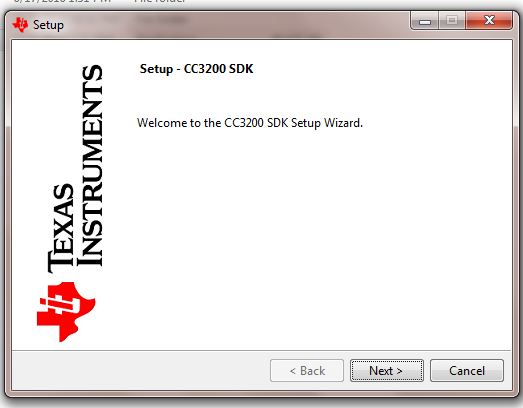 Setup
Setup - CC3200 SDK
Welcome to the CC3200 SDK Setup Wizard.
TEXAS
INSTRUMENTS
< Back
Next >
Cancel